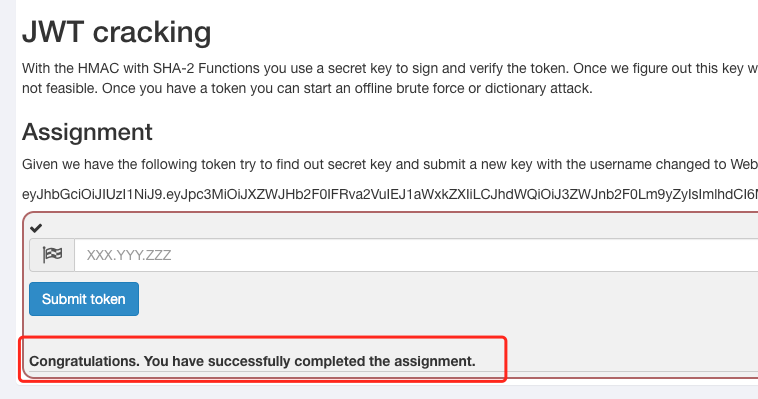 JWT cracking
With the HMAC with SHA-2 Functions you use a secret key to sign and verify the token. Once we figure out this key w
not feasible. Once you have a token you can start an offline brute force or dictionary attack.
Assignment
Given we have the following token try to find out secret key and submit a new key with the username changed to Web
eyJhbGciOiJIUzI1NiJ9.eyJpc3MiOiJXZWJHb2F0IFRva2VuIEJ1aWxkZXIiLCJhdWQiOiJ3ZWJnb2F0Lm9yZyIsImlhdCI6M
XXX.YYY.ZZZ
Submit token
Congratulations. You have successfully completed the assignment.